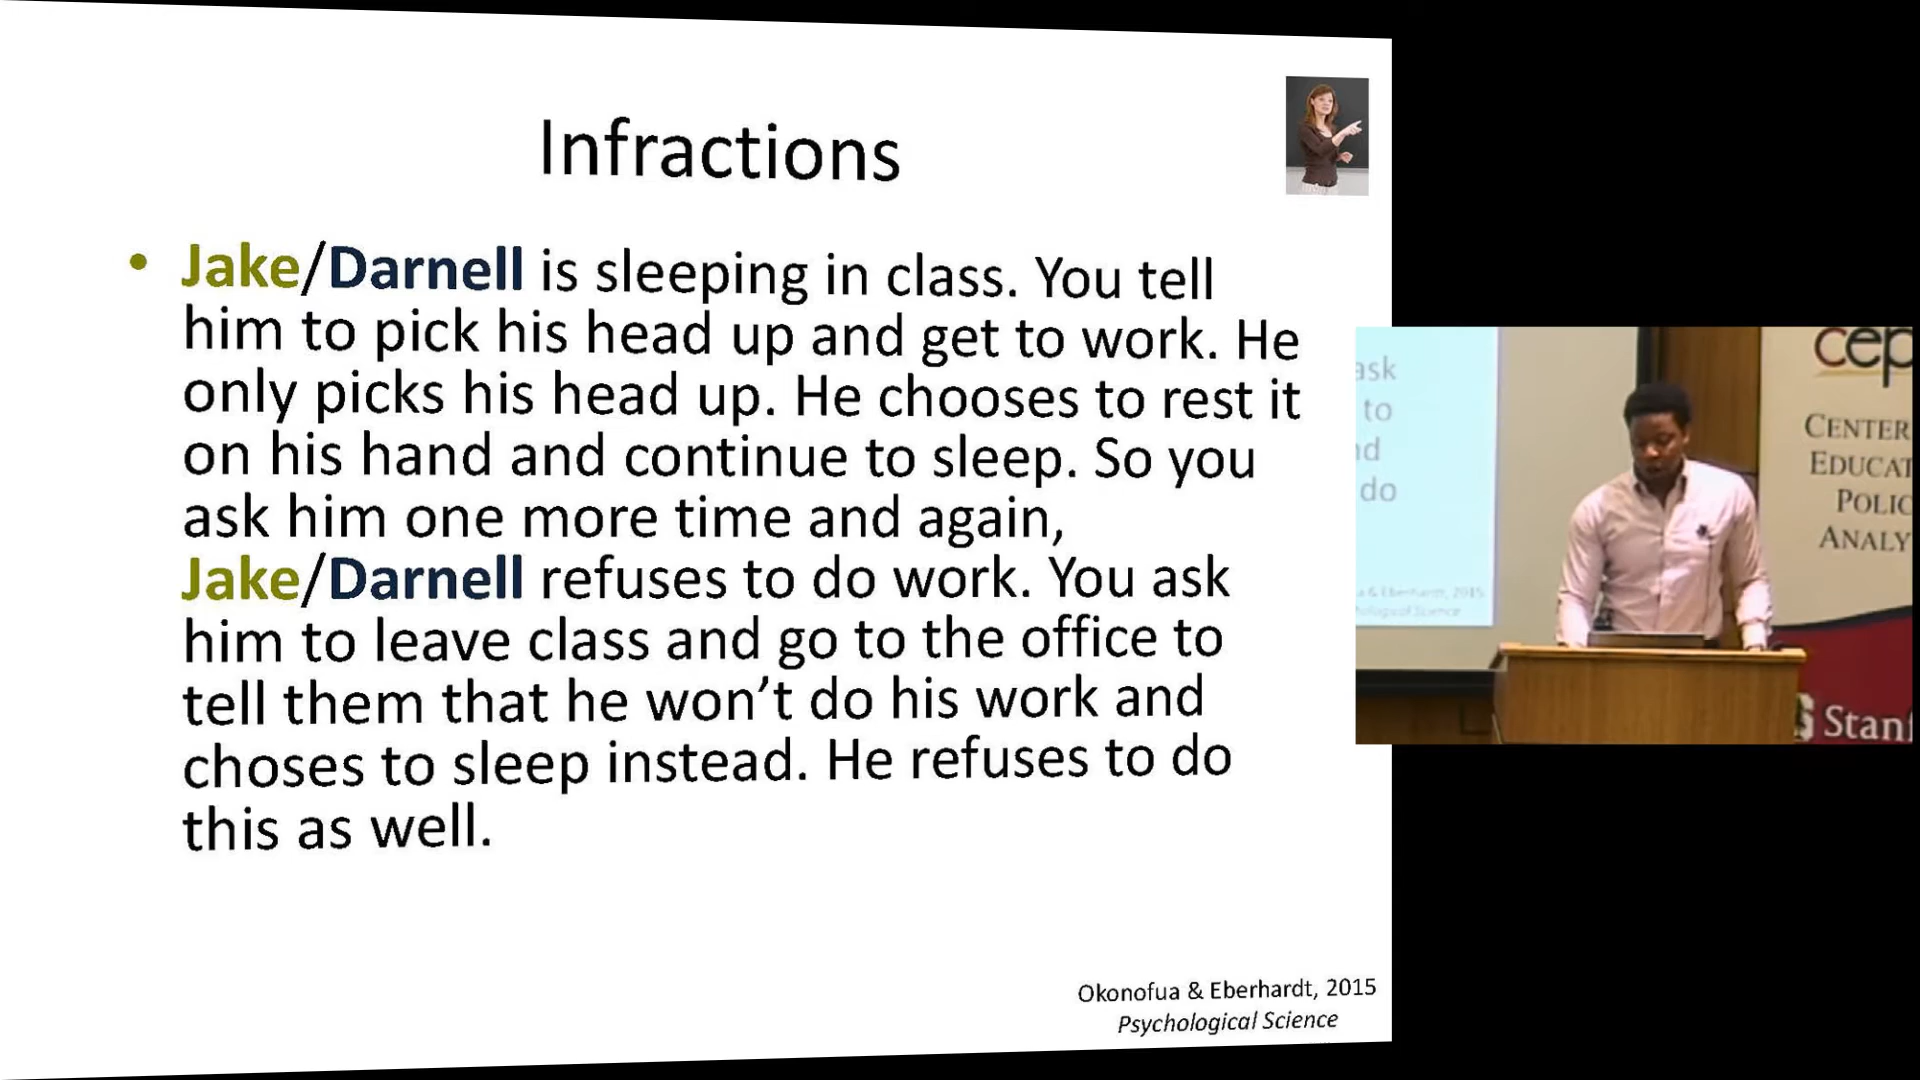 Infractions
• Jake/Darnell is sleeping in class. You tell
him to pick his head up and get to work. He
only picks his head up. He chooses to rest it
on his hand and continue to sleep. So you
ask him one more time and again,
Jake/Darnell refuses to do work. You ask
him to leave class and go to the office to
tell them that he won’t do his work and
choses to sleep instead. He refuses to do
this as well.
Okonofua & Eberhardt, 2015
Psychological Science
ask
to
do
cep
CENTER
EDUCAT
POLIC
ANALY
Stanf